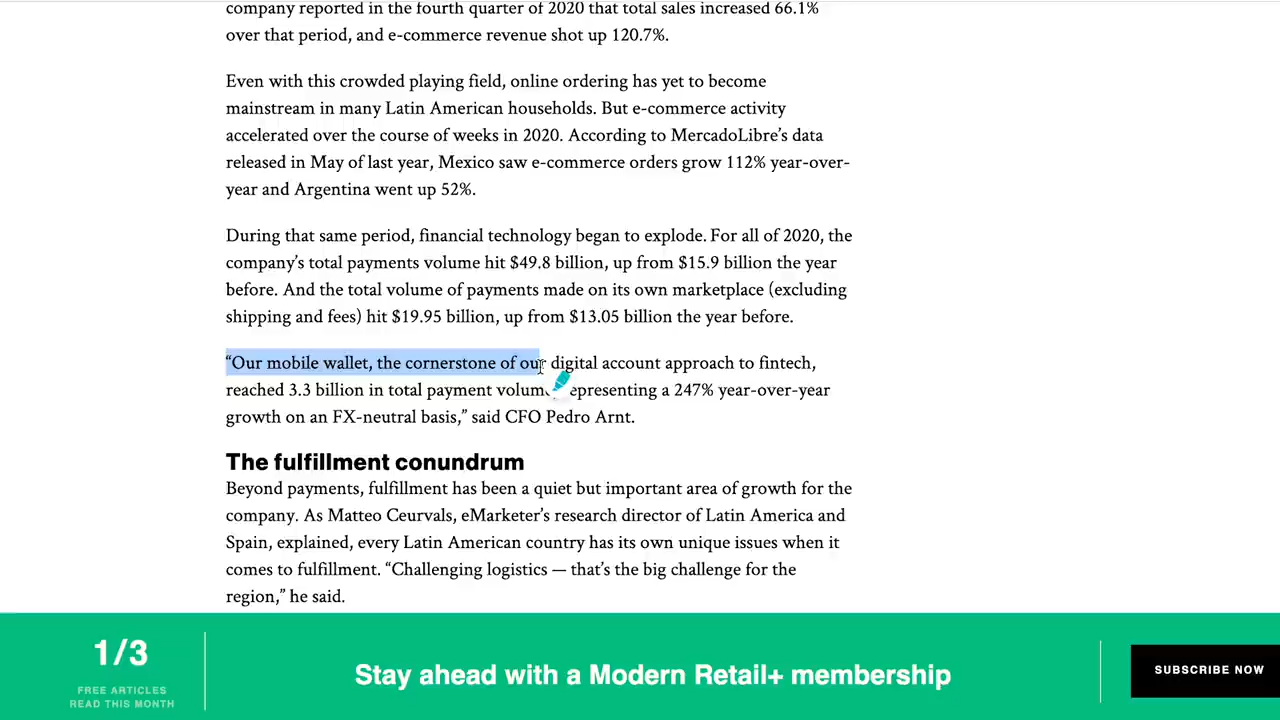 company reported in the fourth quarter of 2020 that total sales increased 66.1%
over that period, and e-commerce revenue shot up 120.7%.
Even with this crowded playing field, online ordering has yet to become
mainstream in many Latin American households. But e-commerce activity
accelerated over the course of weeks in 2020. According to MercadoLibre’s data
released in May of last year, Mexico saw e-commerce orders grow 112% year-over-
year and Argentina went up 52%.
During that same period, financial technology began to explode. For all of 2020, the
company’s total payments volume hit $49.8 billion, up from $15.9 billion the year
before. And the total volume of payments made on its own marketplace (excluding
shipping and fees) hit $19.95 billion, up from $13.05 billion the year before.
“Our mobile wallet, the cornerstone of our digital account approach to fintech,
reached 3.3 billion in total payment volume, representing a 247% year-over-year
growth on an FX-neutral basis,” said CFO Pedro Arnt.
The fulfillment conundrum
Beyond payments, fulfillment has been a quiet but important area of growth for the
company. As Matteo Ceurvals, eMarketer’s research director of Latin America and
Spain, explained, every Latin American country has its own unique issues when it
comes to fulfillment. “Challenging logistics — that’s the big challenge for the
region,” he said.
1/3
FREE ARTICLES
READ THIS MONTH
Stay ahead with a Modern Retail+ membership
SUBSCRIBE NOW